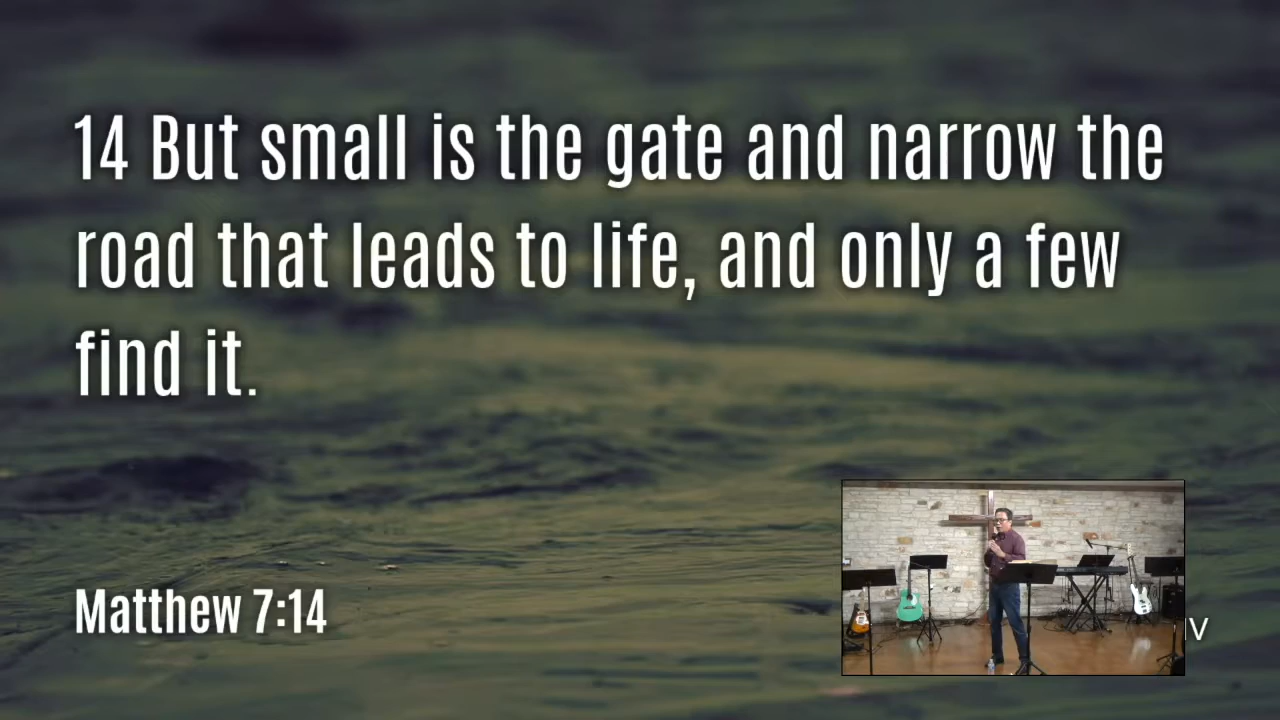 14 But small is the gate and narrow the
road that leads to life, and only a few
find it.
Matthew 7:14